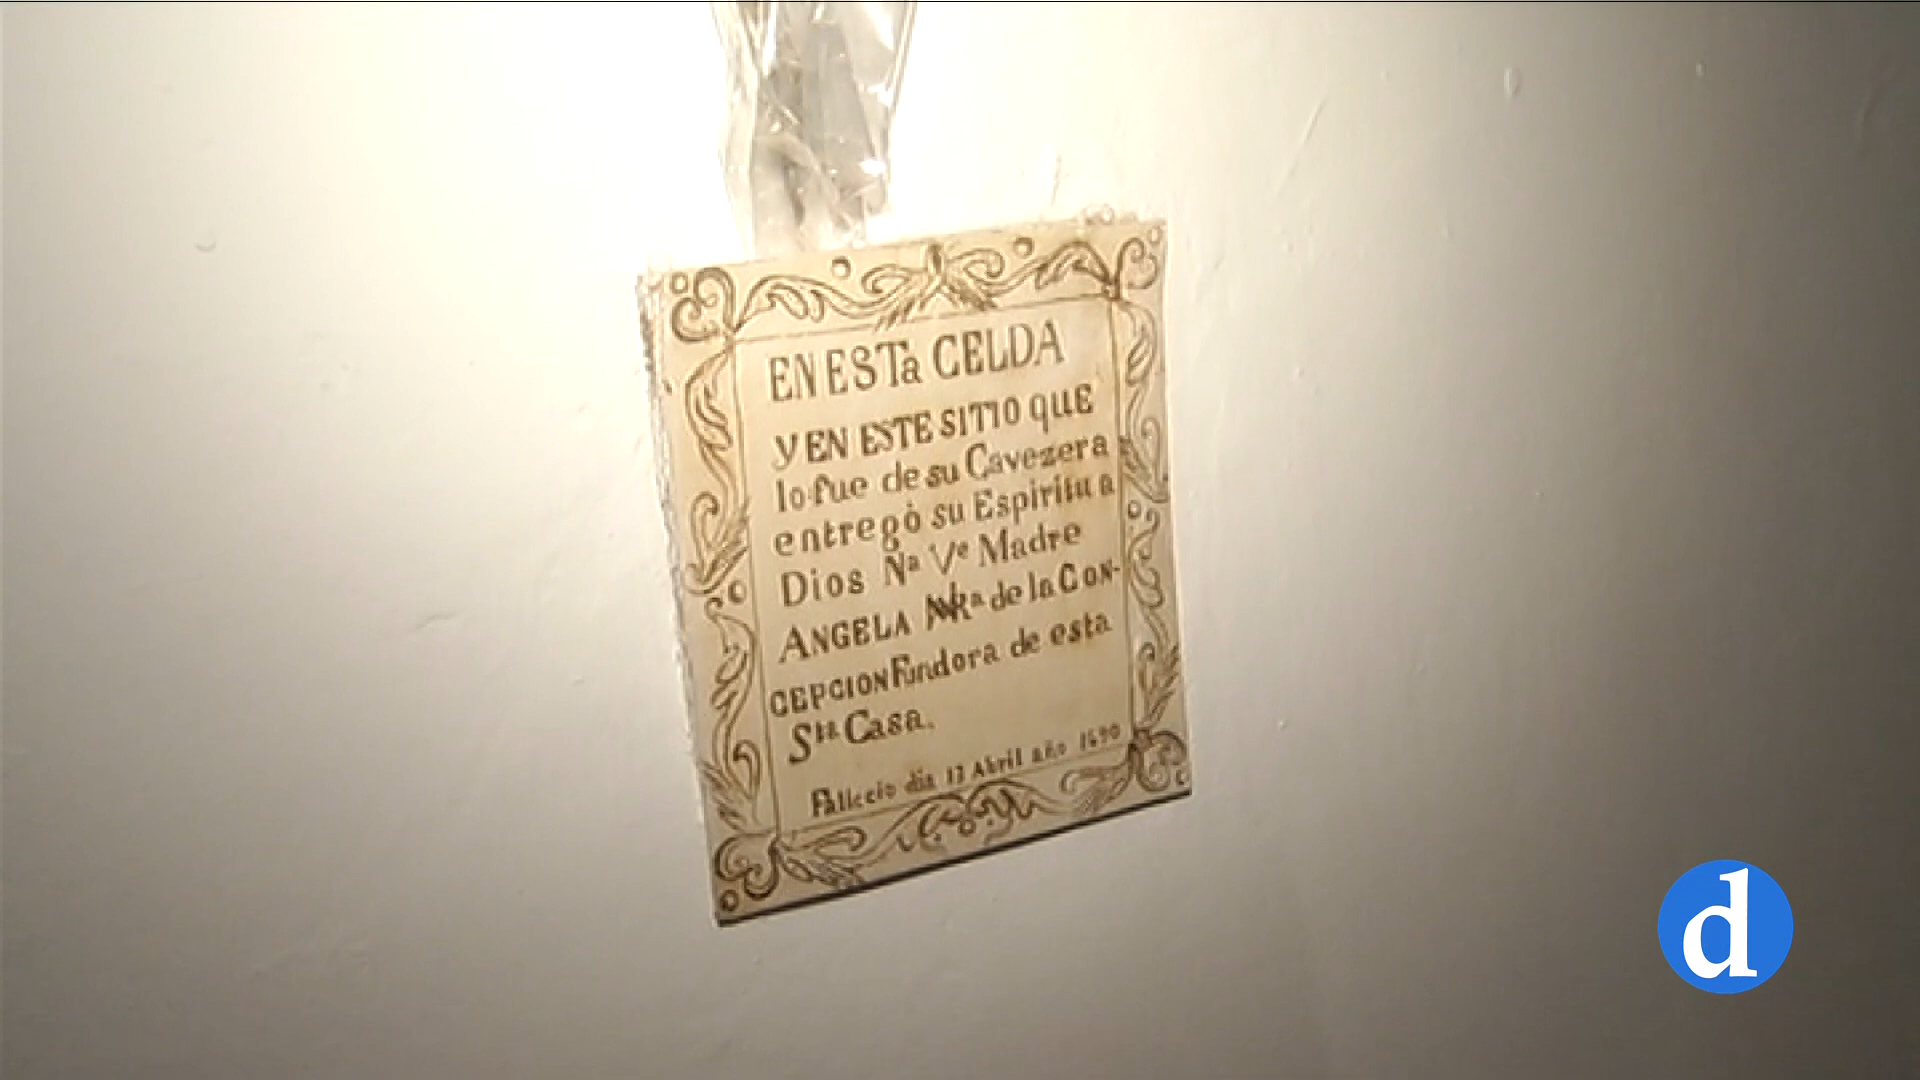 EN ESTa CELDA
Y EN ESTE SITIO QUE
lo fue de su Cavezera
entregò su Espiritu a
Dios Nª Vᵉ Madre
ANGELA Mª de la CON-
CEPCION Fundora de esta
Sta Casa.
Fallecio dia 13 Abril año 1690
d